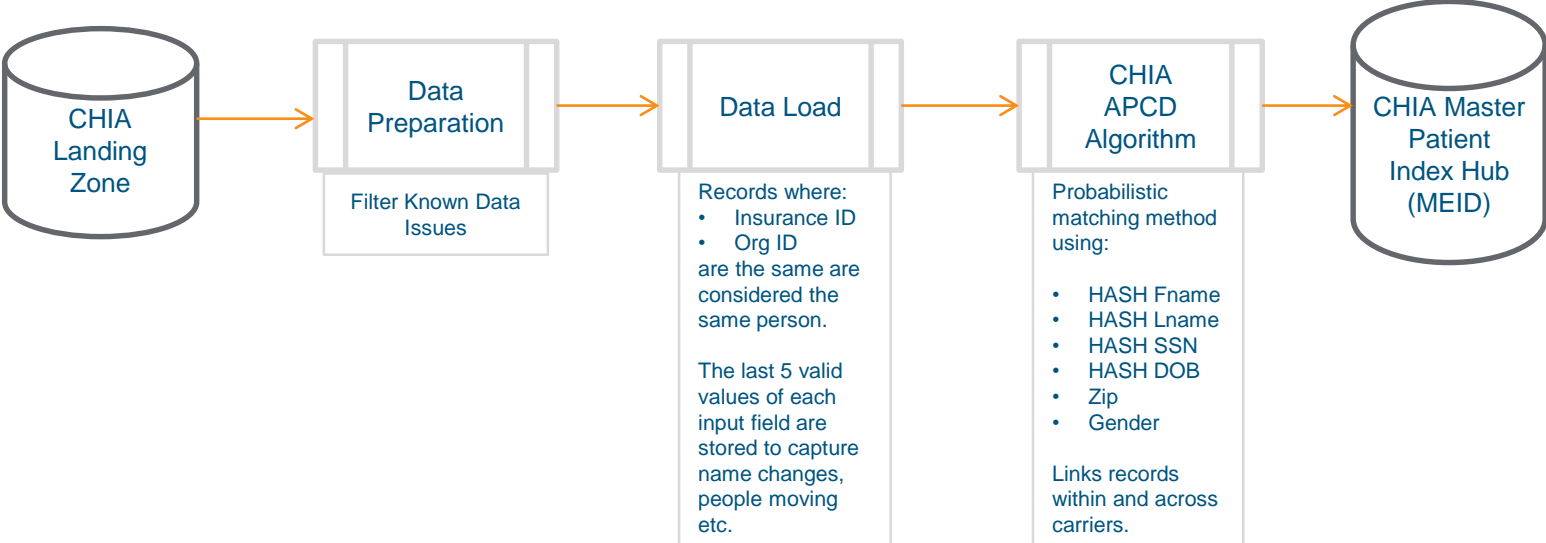 CHIA
Landing
Zone
Data
Preparation
Filter Known Data
Issues
Data Load
Records where:
• Insurance ID
• Org ID
are the same are
considered the
same person.
The last 5 valid
values of each
input field are
stored to capture
name changes,
people moving
etc.
CHIA
APCD
Algorithm
Probabilistic
matching method
using:
• HASH Fname
• HASH Lname
• HASH SSN
• HASH DOB
• Zip
• Gender
Links records
within and across
carriers.
CHIA Master
Patient
Index Hub
(MEID)